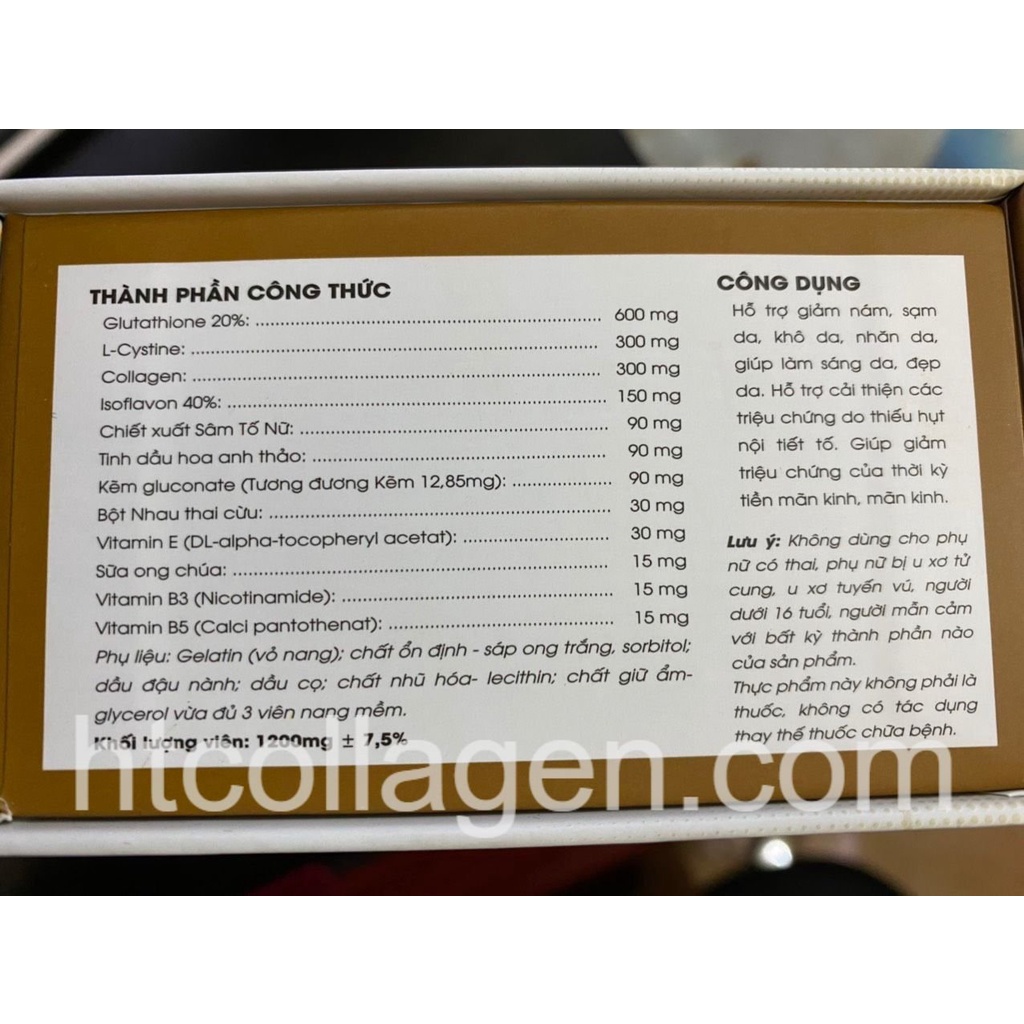 THÀNH PHẦN CÔNG THỨC
Glutathione 20%: ........ 600 mg
L-Cystine: ........ 300 mg
Collagen: ........ 300 mg
Isoflavon 40%: ........ 150 mg
Chiết xuất Sâm Tố Nữ: ........ 90 mg
Tinh dầu hoa anh thảo: ........ 90 mg
Kẽm gluconate (Tương đương Kẽm 12,85mg): ........ 90 mg
Bột Nhau thai cừu: ........ 30 mg
Vitamin E (DL-alpha-tocopheryl acetat): ........ 30 mg
Sữa ong chúa: ........ 15 mg
Vitamin B3 (Nicotinamide): ........ 15 mg
Vitamin B5 (Calci pantothenat): ........ 15 mg
Phụ liệu: Gelatin (vỏ nang); chất ổn định - sáp ong trắng, sorbitol;
dầu đậu nành; dầu cọ; chất nhũ hóa- lecithin; chất giữ ẩm-
glycerol vừa đủ 3 viên nang mềm.
Khối lượng viên: 1200mg ± 7,5%
CÔNG DỤNG
Hỗ trợ giảm nám, sạm
da, khô da, nhăn da,
giúp làm sáng da, đẹp
da. Hỗ trợ cải thiện các
triệu chứng do thiếu hụt
nội tiết tố. Giúp giảm
triệu chứng của thời kỳ
tiền mãn kinh, mãn kinh.
Lưu ý: Không dùng cho phụ
nữ có thai, phụ nữ bị u xơ tử
cung, u xơ tuyến vú, người
dưới 16 tuổi, người mẫn cảm
với bất kỳ thành phần nào
của sản phẩm.
Thực phẩm này không phải là
thuốc, không có tác dụng
thay thế thuốc chữa bệnh.
htcollagen.com